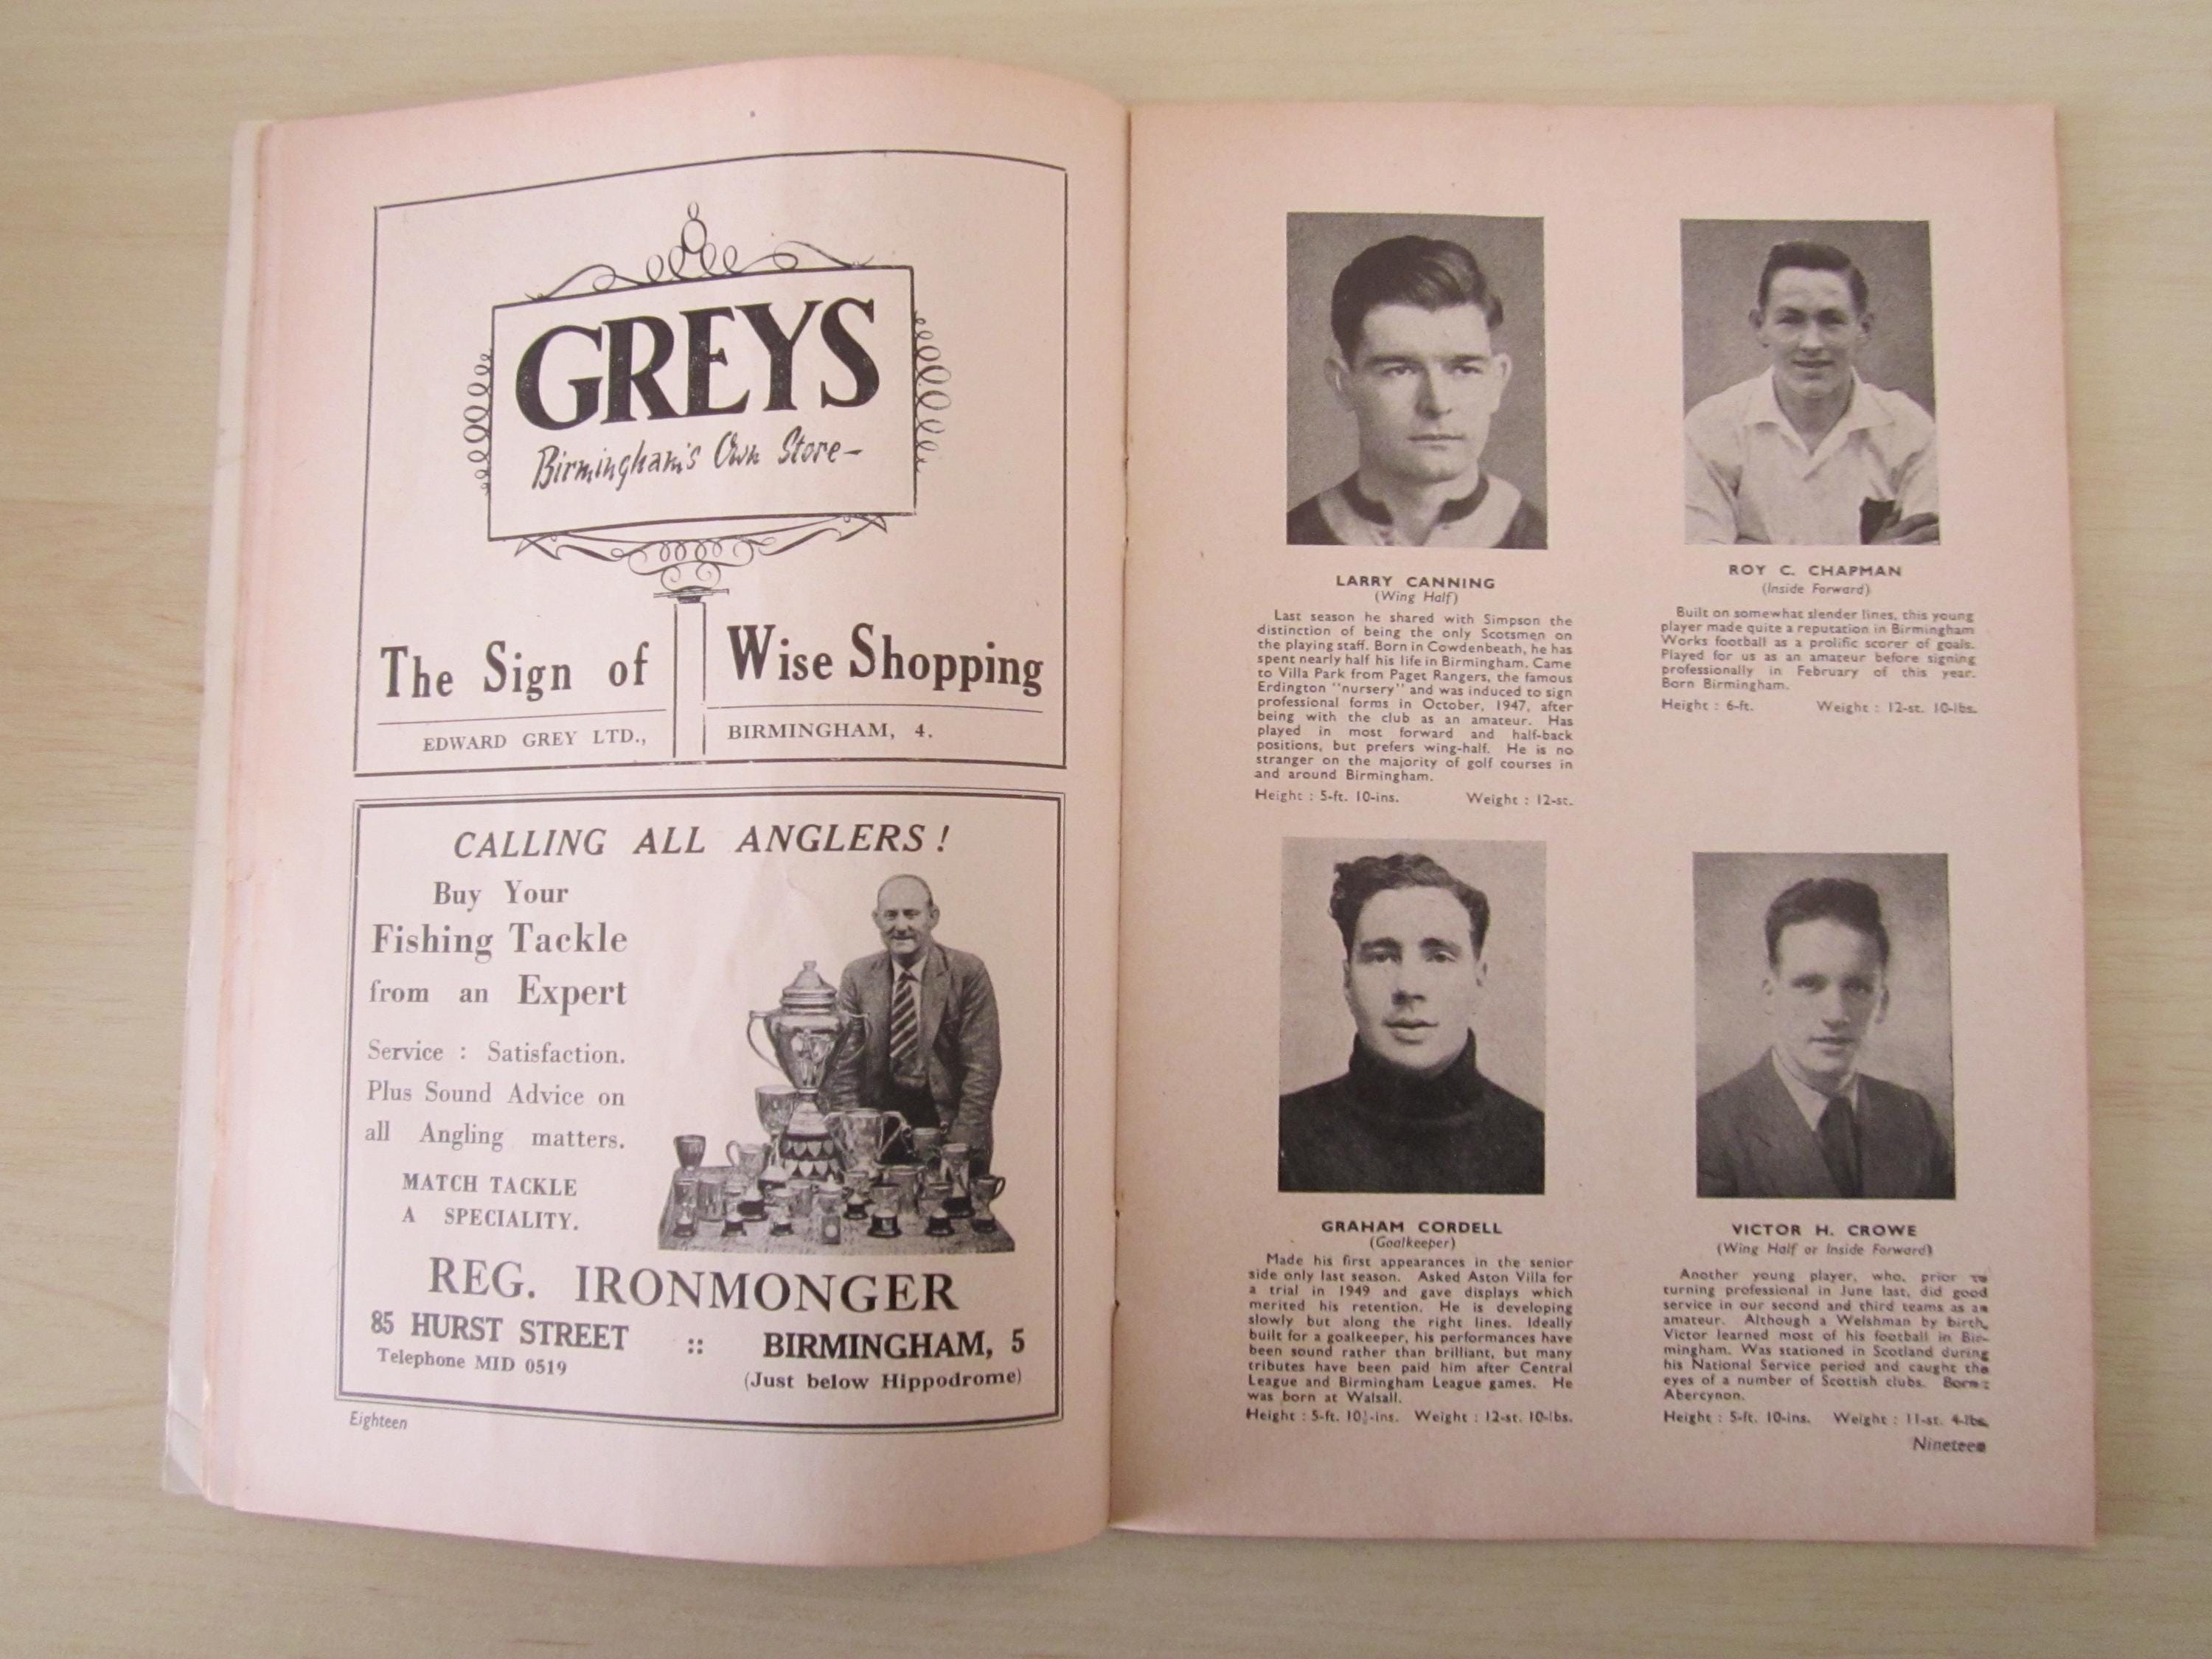 GREYS
Birmingham's Own Store–
The Sign of Wise Shopping
EDWARD GREY LTD., BIRMINGHAM, 4.
CALLING ALL ANGLERS!
Buy Your
Fishing Tackle
from an Expert
Service : Satisfaction.
Plus Sound Advice on
all Angling matters.
MATCH TACKLE
A SPECIALITY.
REG. IRONMONGER
85 HURST STREET :: BIRMINGHAM, 5
Telephone MID 0519 (Just below Hippodrome)
Eighteen
LARRY CANNING
(Wing Half)
Last season he shared with Simpson the
distinction of being the only Scotsmen on
the playing staff. Born in Cowdenbeath, he has
spent nearly half his life in Birmingham. Came
to Villa Park from Paget Rangers, the famous
Erdington "nursery" and was induced to sign
professional forms in October, 1947, after
being with the club as an amateur. Has
played in most forward and half-back
positions, but prefers wing-half. He is no
stranger on the majority of golf courses in
and around Birmingham.
Height : 5-ft. 10-ins. Weight : 12-st.
ROY C. CHAPMAN
(Inside Forward)
Built on somewhat slender lines, this young
player made quite a reputation in Birmingham
Works football as a prolific scorer of goals.
Played for us as an amateur before signing
professionally in February of this year.
Born Birmingham.
Height : 6-ft. Weight : 12-st. 10-lbs.
GRAHAM CORDELL
(Goalkeeper)
Made his first appearances in the senior
side only last season. Asked Aston Villa for
a trial in 1949 and gave displays which
merited his retention. He is developing
slowly but along the right lines. Ideally
built for a goalkeeper, his performances have
been sound rather than brilliant, but many
tributes have been paid him after Central
League and Birmingham League games. He
was born at Walsall.
Height : 5-ft. 10½-ins. Weight : 12-st. 10-lbs.
VICTOR H. CROWE
(Wing Half or Inside Forward)
Another young player, who, prior to
turning professional in June last, did good
service in our second and third teams as an
amateur. Although a Welshman by birth,
Victor learned most of his football in Bir-
mingham. Was stationed in Scotland during
his National Service period and caught the
eyes of a number of Scottish clubs. Born :
Abercynon.
Height : 5-ft. 10-ins. Weight : 11-st. 4-lbs.
Nineteen